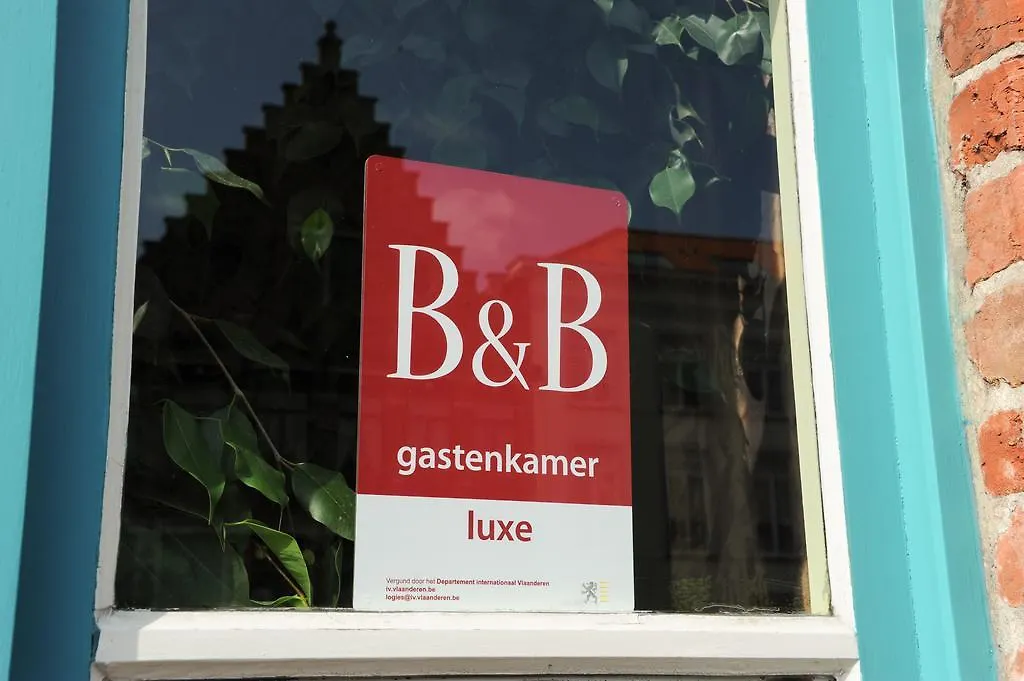 B&B
gastenkamer
luxe
Vergund door het Departement internationaal Vlaanderen
iv.vlaanderen.be
logies@iv.vlaanderen.be